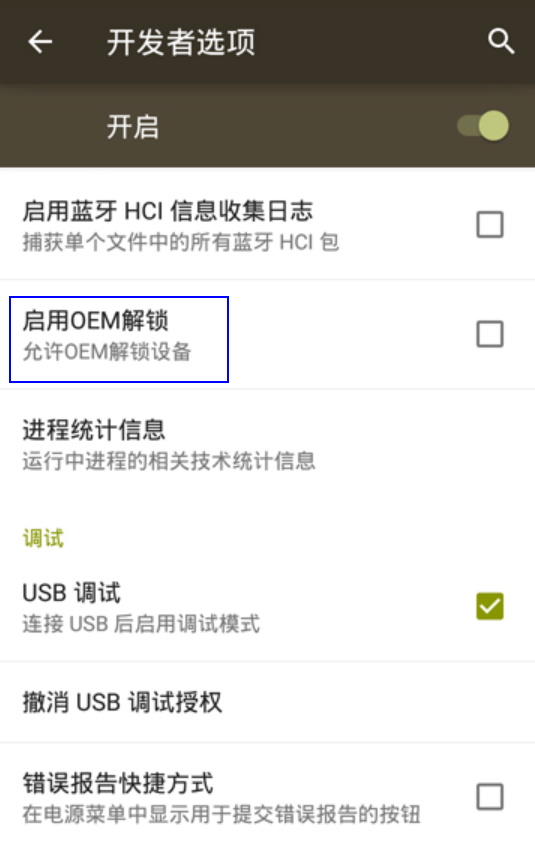 开发者选项
开启
启用蓝牙 HCI 信息收集日志
捕获单个文件中的所有蓝牙 HCI 包
启用OEM解锁
允许OEM解锁设备
进程统计信息
运行中进程的相关技术统计信息
调试
USB 调试
连接 USB 后启用调试模式
撤消 USB 调试授权
错误报告快捷方式
在电源菜单中显示用于提交错误报告的按钮